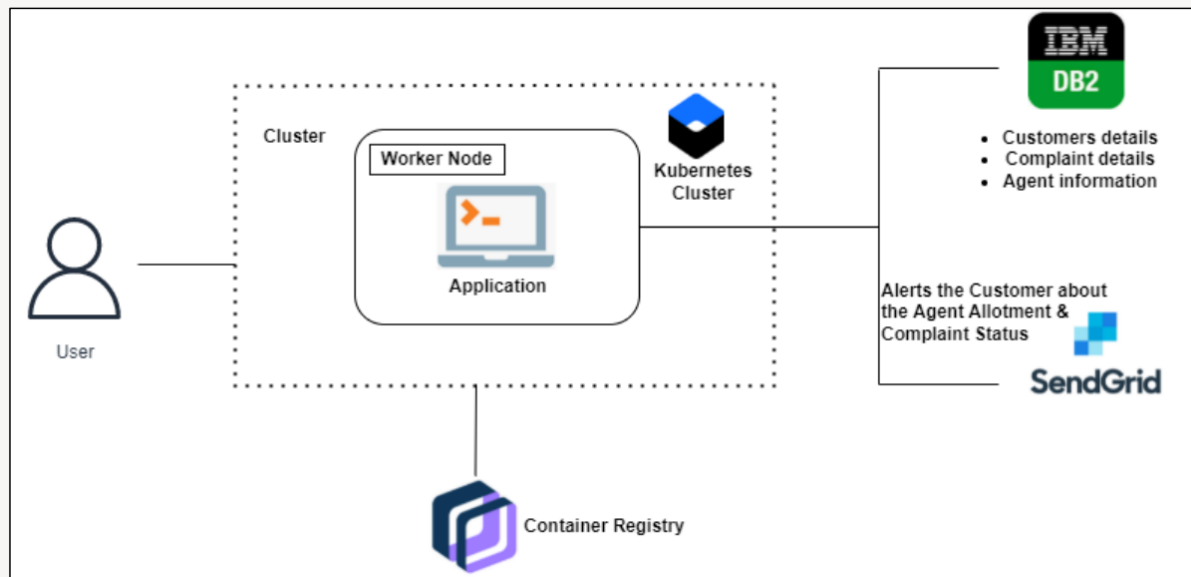 IBM
DB2
Cluster
Worker Node
Kubernetes
Cluster
Application
• Customers details
• Complaint details
• Agent information
User
Alerts the Customer about
the Agent Allotment &
Complaint Status
SendGrid
Container Registry